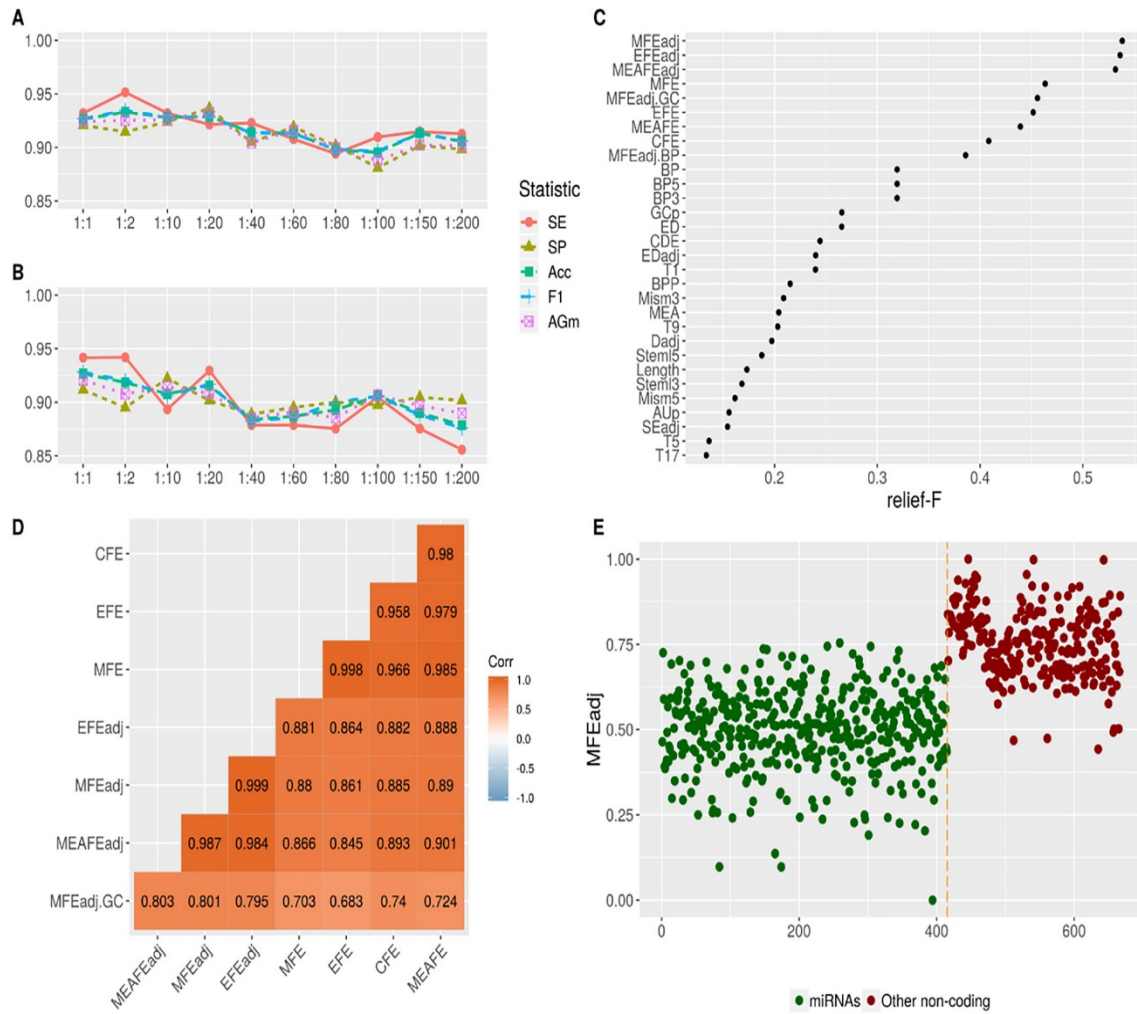 A
1.00
0.95
0.90
0.85
1:1 1:2 1:10 1:20 1:40 1:60 1:80 1:100 1:150 1:200
B
1.00
0.95
0.90
0.85
1:1 1:2 1:10 1:20 1:40 1:60 1:80 1:100 1:150 1:200
Statistic
SE
SP
Acc
F1
AGm
C
MFEadj
EFEadj
MEAFEadj
MFE
MFEadj.GC
EFE
MEAFE
CFE
MFEadj.BP
BP
BP5
BP3
GCp
ED
CDE
EDadj
T1
BPP
Mism3
MEA
T9
Dadj
Steml5
Length
Steml3
Mism5
AUp
SEadj
T5
T17
0.2 0.3 0.4 0.5
relief-F
D
CFE 0.98
EFE 0.958 0.979
MFE 0.998 0.966 0.985
EFEadj 0.881 0.864 0.882 0.888
MFEadj 0.999 0.88 0.861 0.885 0.89
MEAFEadj 0.987 0.984 0.866 0.845 0.893 0.901
MFEadj.GC 0.803 0.801 0.795 0.703 0.683 0.74 0.724
MEAFEadj MFEadj EFEadj MFE EFE CFE MEAFE
Corr
1.0
0.5
0.0
-0.5
-1.0
E
MFEadj
1.00
0.75
0.50
0.25
0.00
0 200 400 600
miRNAs Other non-coding